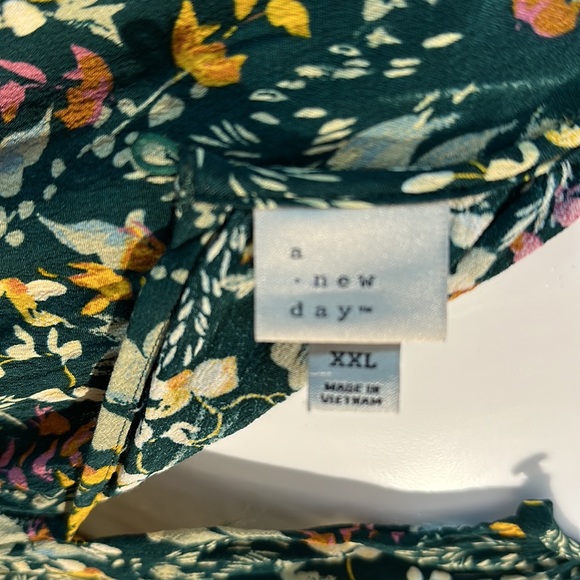 a
- new
day™
XXL
MADE IN
VIETNAM